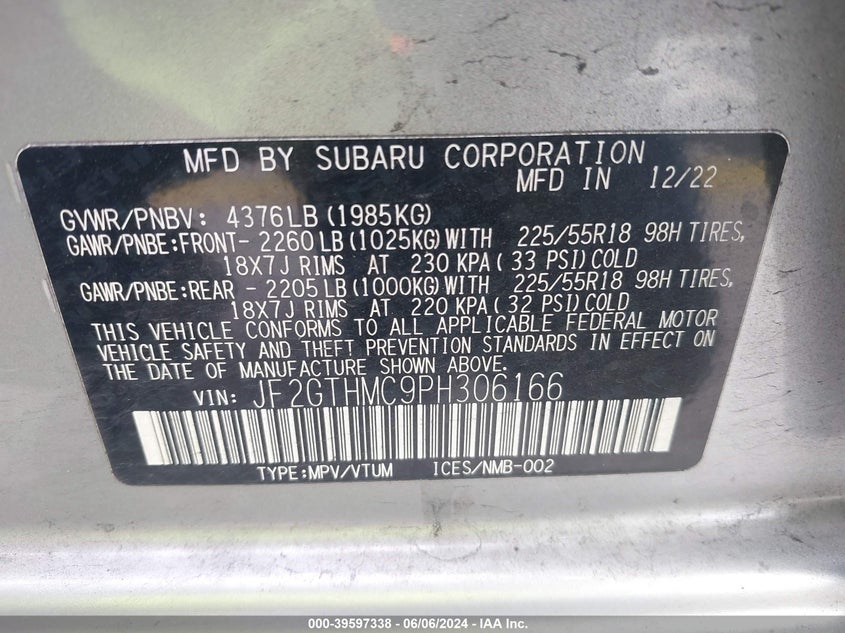 MFD BY SUBARU CORPORATION
MFD IN 12/22
GVWR/PNBV: 4376LB (1985KG)
GAWR/PNBE:FRONT- 2260 LB (1025KG) WITH 225/55R18 98H TIRES,
18X7J RIMS AT 230 KPA ( 33 PSI) COLD
GAWR/PNBE:REAR - 2205 LB (1000KG) WITH 225/55R18 98H TIRES,
18X7J RIMS AT 220 KPA ( 32 PSI) COLD
THIS VEHICLE CONFORMS TO ALL APPLICABLE FEDERAL MOTOR
VEHICLE SAFETY AND THEFT PREVENTION STANDARDS IN EFFECT ON
THE DATE OF MANUFACTURE SHOWN ABOVE.
VIN: JF2GTHMC9PH306166
TYPE:MPV/VTUM ICES/NMB-002
000-39597338 - 06/06/2024 - IAA Inc.